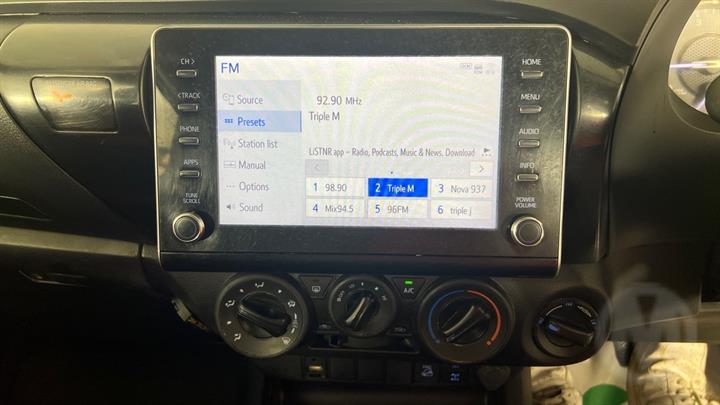 FM
Source
Presets
Station list
Manual
Options
Sound
92.90 MHz
Triple M
LiSTNR app – Radio, Podcasts, Music & News. Download
1 98.90
2 Triple M
3 Nova 937
4 Mix94.5
5 96FM
6 triple j
CH >
< TRACK
PHONE
APPS
TUNE
SCROLL
HOME
MENU
AUDIO
INFO
POWER
VOLUME
A/C